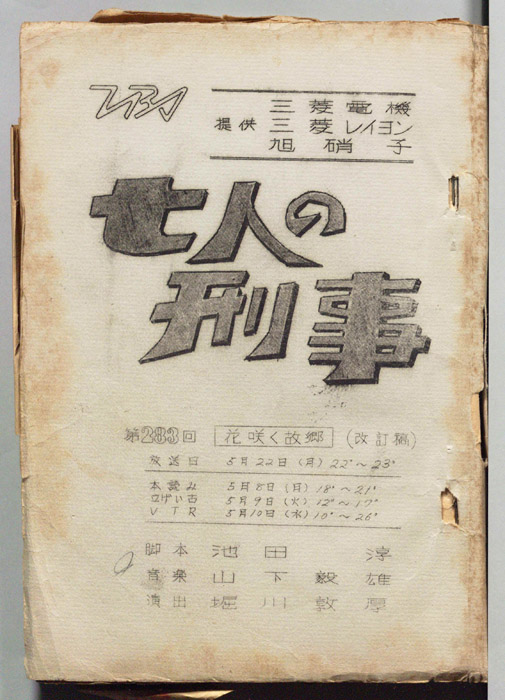 TBS
三菱電機
提供 三菱レイヨン
旭硝子
七人の
刑事
第283回 花咲く故郷 (改訂稿)
放送日 5月22日(月) 22°~23°
本読み 5月8日(月) 18°~21°
立げい古 5月9日(火) 12°~17°
VTR 5月10日(水) 10°~26°
脚本 池田 淳
音楽 山下毅雄
演出 堀川敦厚